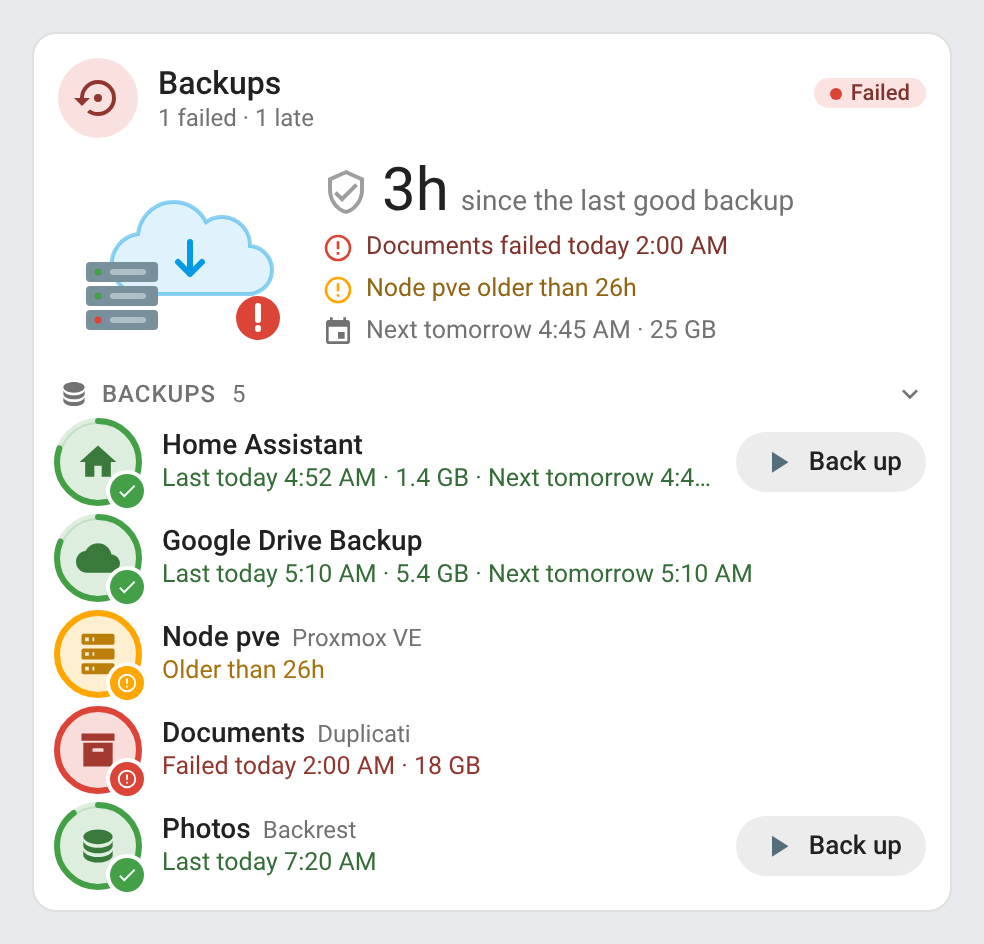 Backups
1 failed · 1 late
Failed
3h since the last good backup
Documents failed today 2:00 AM
Node pve older than 26h
Next tomorrow 4:45 AM · 25 GB
BACKUPS 5
Home Assistant
Last today 4:52 AM · 1.4 GB · Next tomorrow 4:4…
Back up
Google Drive Backup
Last today 5:10 AM · 5.4 GB · Next tomorrow 5:10 AM
Node pve Proxmox VE
Older than 26h
Documents Duplicati
Failed today 2:00 AM · 18 GB
Photos Backrest
Last today 7:20 AM
Back up